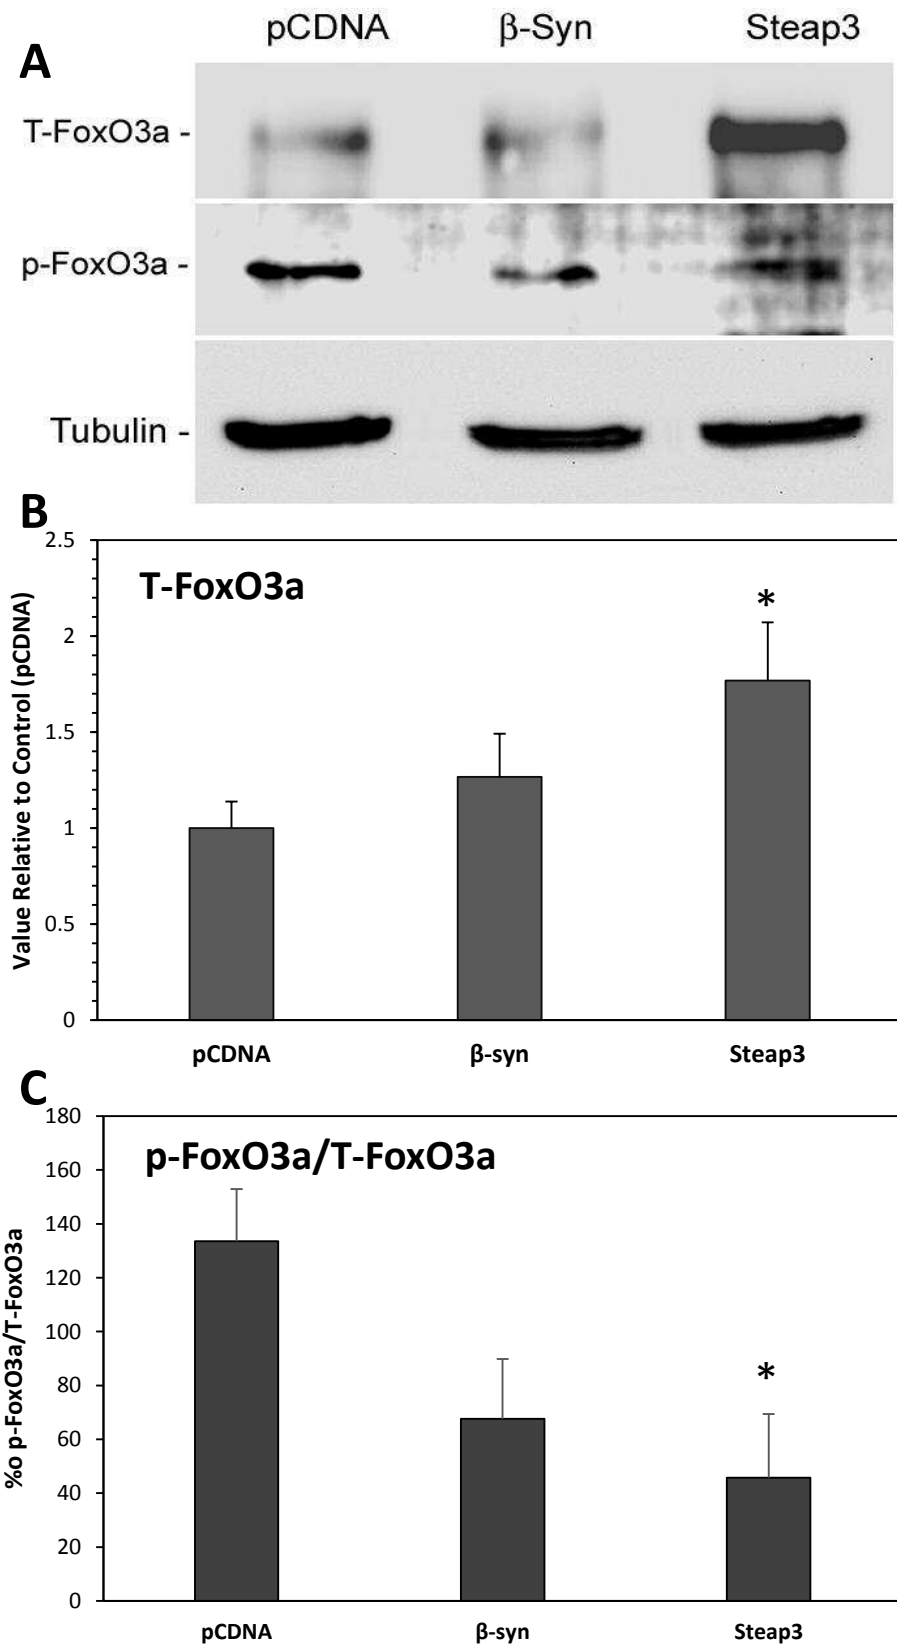 A
pCDNA β-Syn Steap3
T-FoxO3a -
p-FoxO3a -
Tubulin -
B
T-FoxO3a
*
2.5
2
1.5
1
0.5
0
Value Relative to Control (pCDNA)
pCDNA β-syn Steap3
C
p-FoxO3a/T-FoxO3a
*
180
160
140
120
100
80
60
40
20
0
%o p-FoxO3a/T-FoxO3a
pCDNA β-syn Steap3